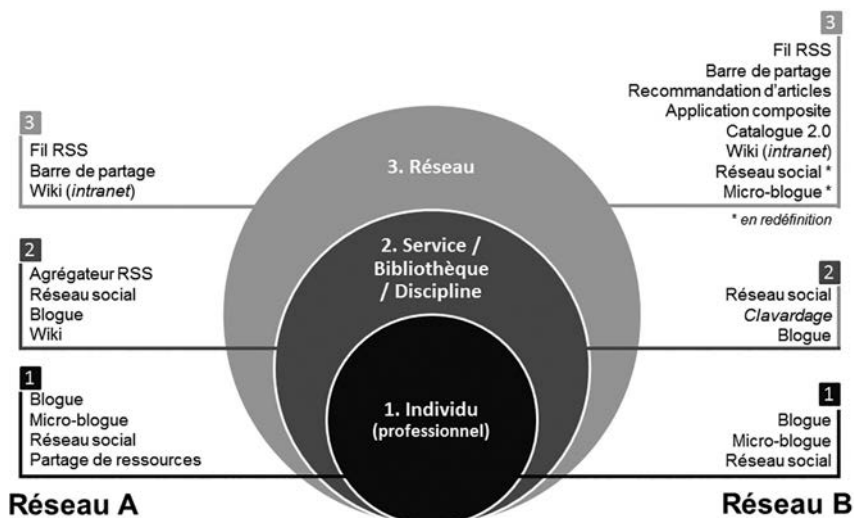 3
Fil RSS
Barre de partage
Wiki (intranet)
2
Agrégateur RSS
Réseau social
Blogue
Wiki
1
Blogue
Micro-blogue
Réseau social
Partage de ressources
Réseau A
3. Réseau
2. Service /
Bibliothèque
/ Discipline
1. Individu
(professionnel)
3
Fil RSS
Barre de partage
Recommandation d'articles
Application composite
Catalogue 2.0
Wiki (intranet)
Réseau social *
Micro-blogue *
* en redéfinition
2
Réseau social
Clavardage
Blogue
1
Blogue
Micro-blogue
Réseau social
Réseau B